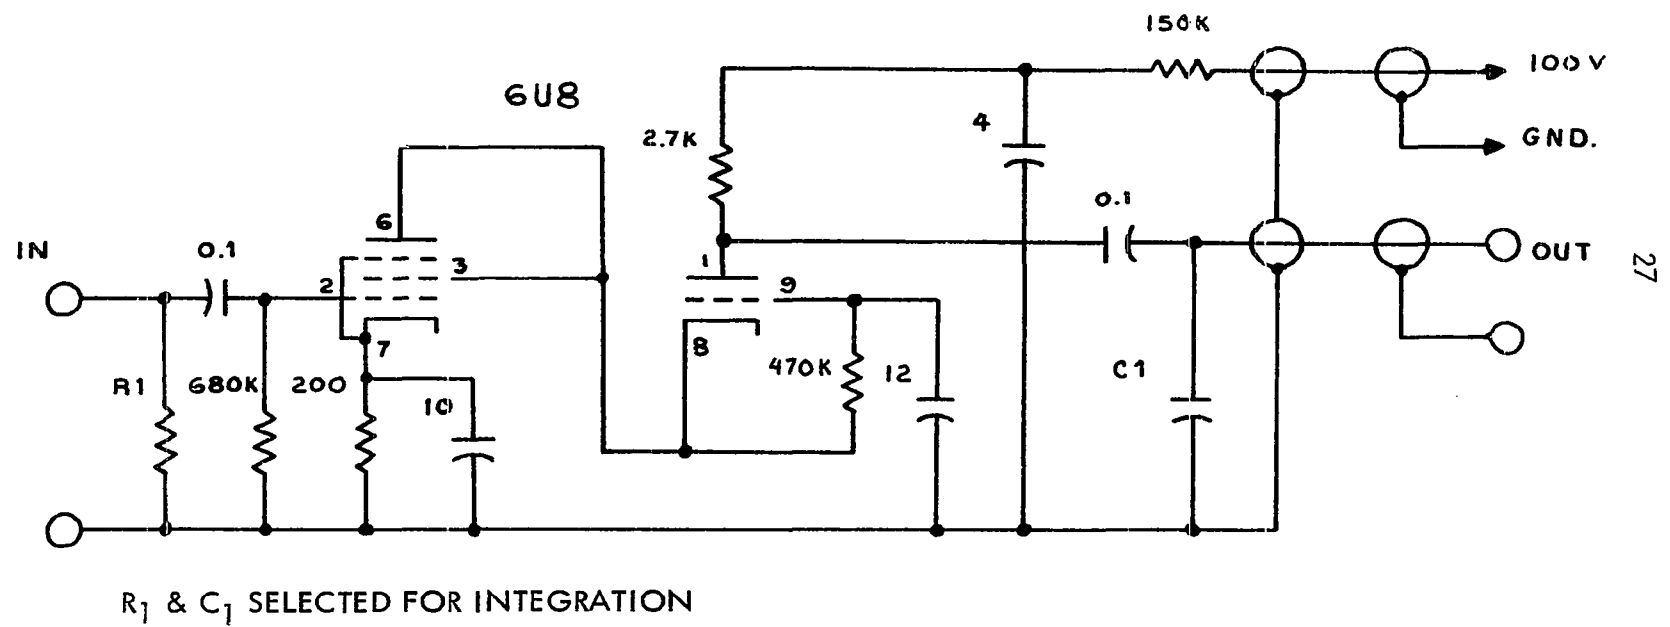 150K
100 V
6U8
4
2.7K
GND.
0.1
6
IN
0.1
1
OUT
27
3
2
9
7
8
R1
680K
200
470K
12
C1
10
R1 & C1 SELECTED FOR INTEGRATION